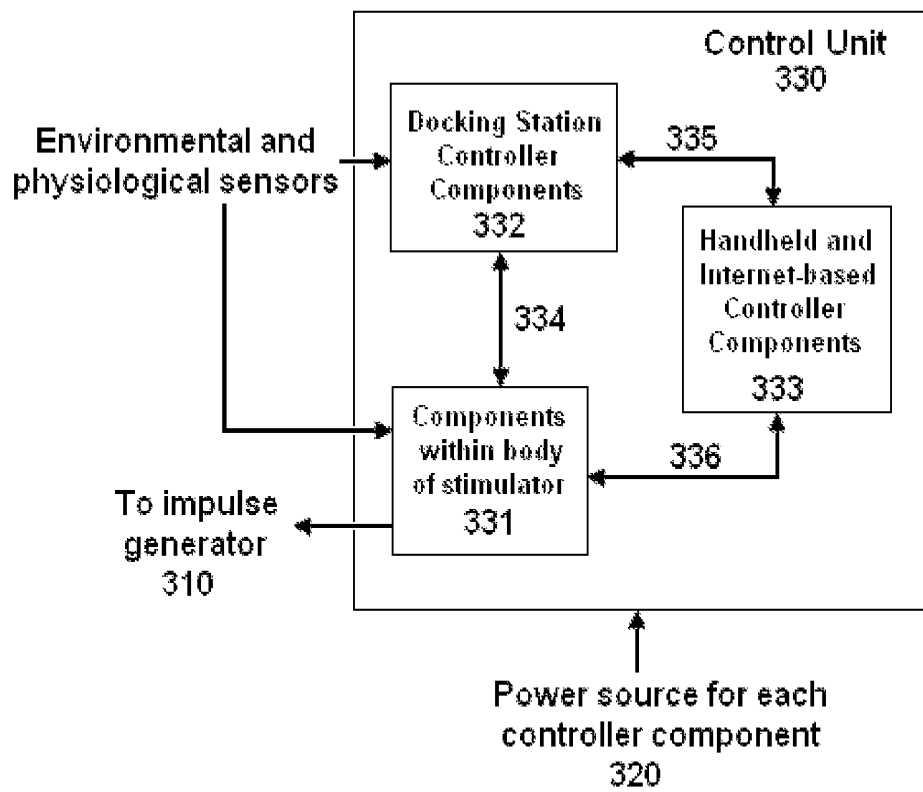 Control Unit
330
Docking Station
Controller
Components
332
335
Environmental and
physiological sensors
Handheld and
Internet-based
Controller
Components
333
334
Components
within body
of stimulator
331
336
To impulse
generator
310
Power source for each
controller component
320